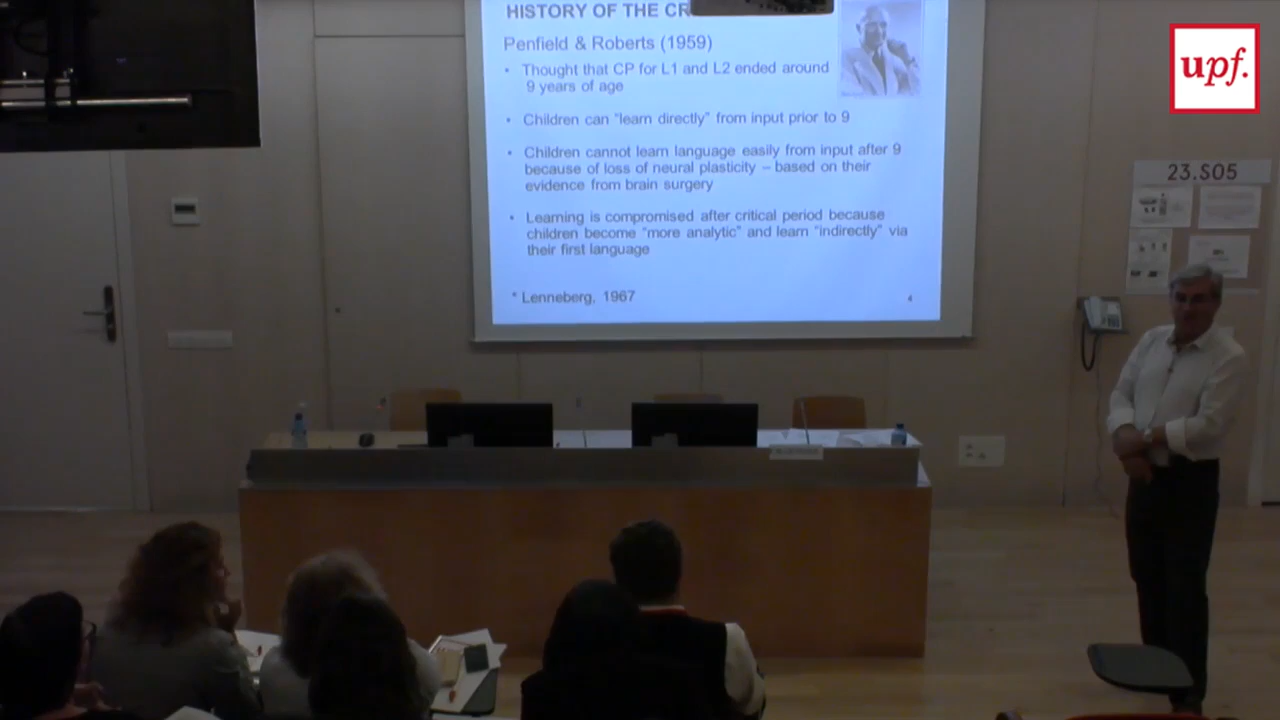 HISTORY OF THE CR
upf.
Penfield & Roberts (1959)
• Thought that CP for L1 and L2 ended around
9 years of age
• Children can "learn directly" from input prior to 9
• Children cannot learn language easily from input after 9
because of loss of neural plasticity – based on their
evidence from brain surgery
• Learning is compromised after critical period because
children become "more analytic" and learn "indirectly" via
their first language
* Lenneberg, 1967
4
23.S05